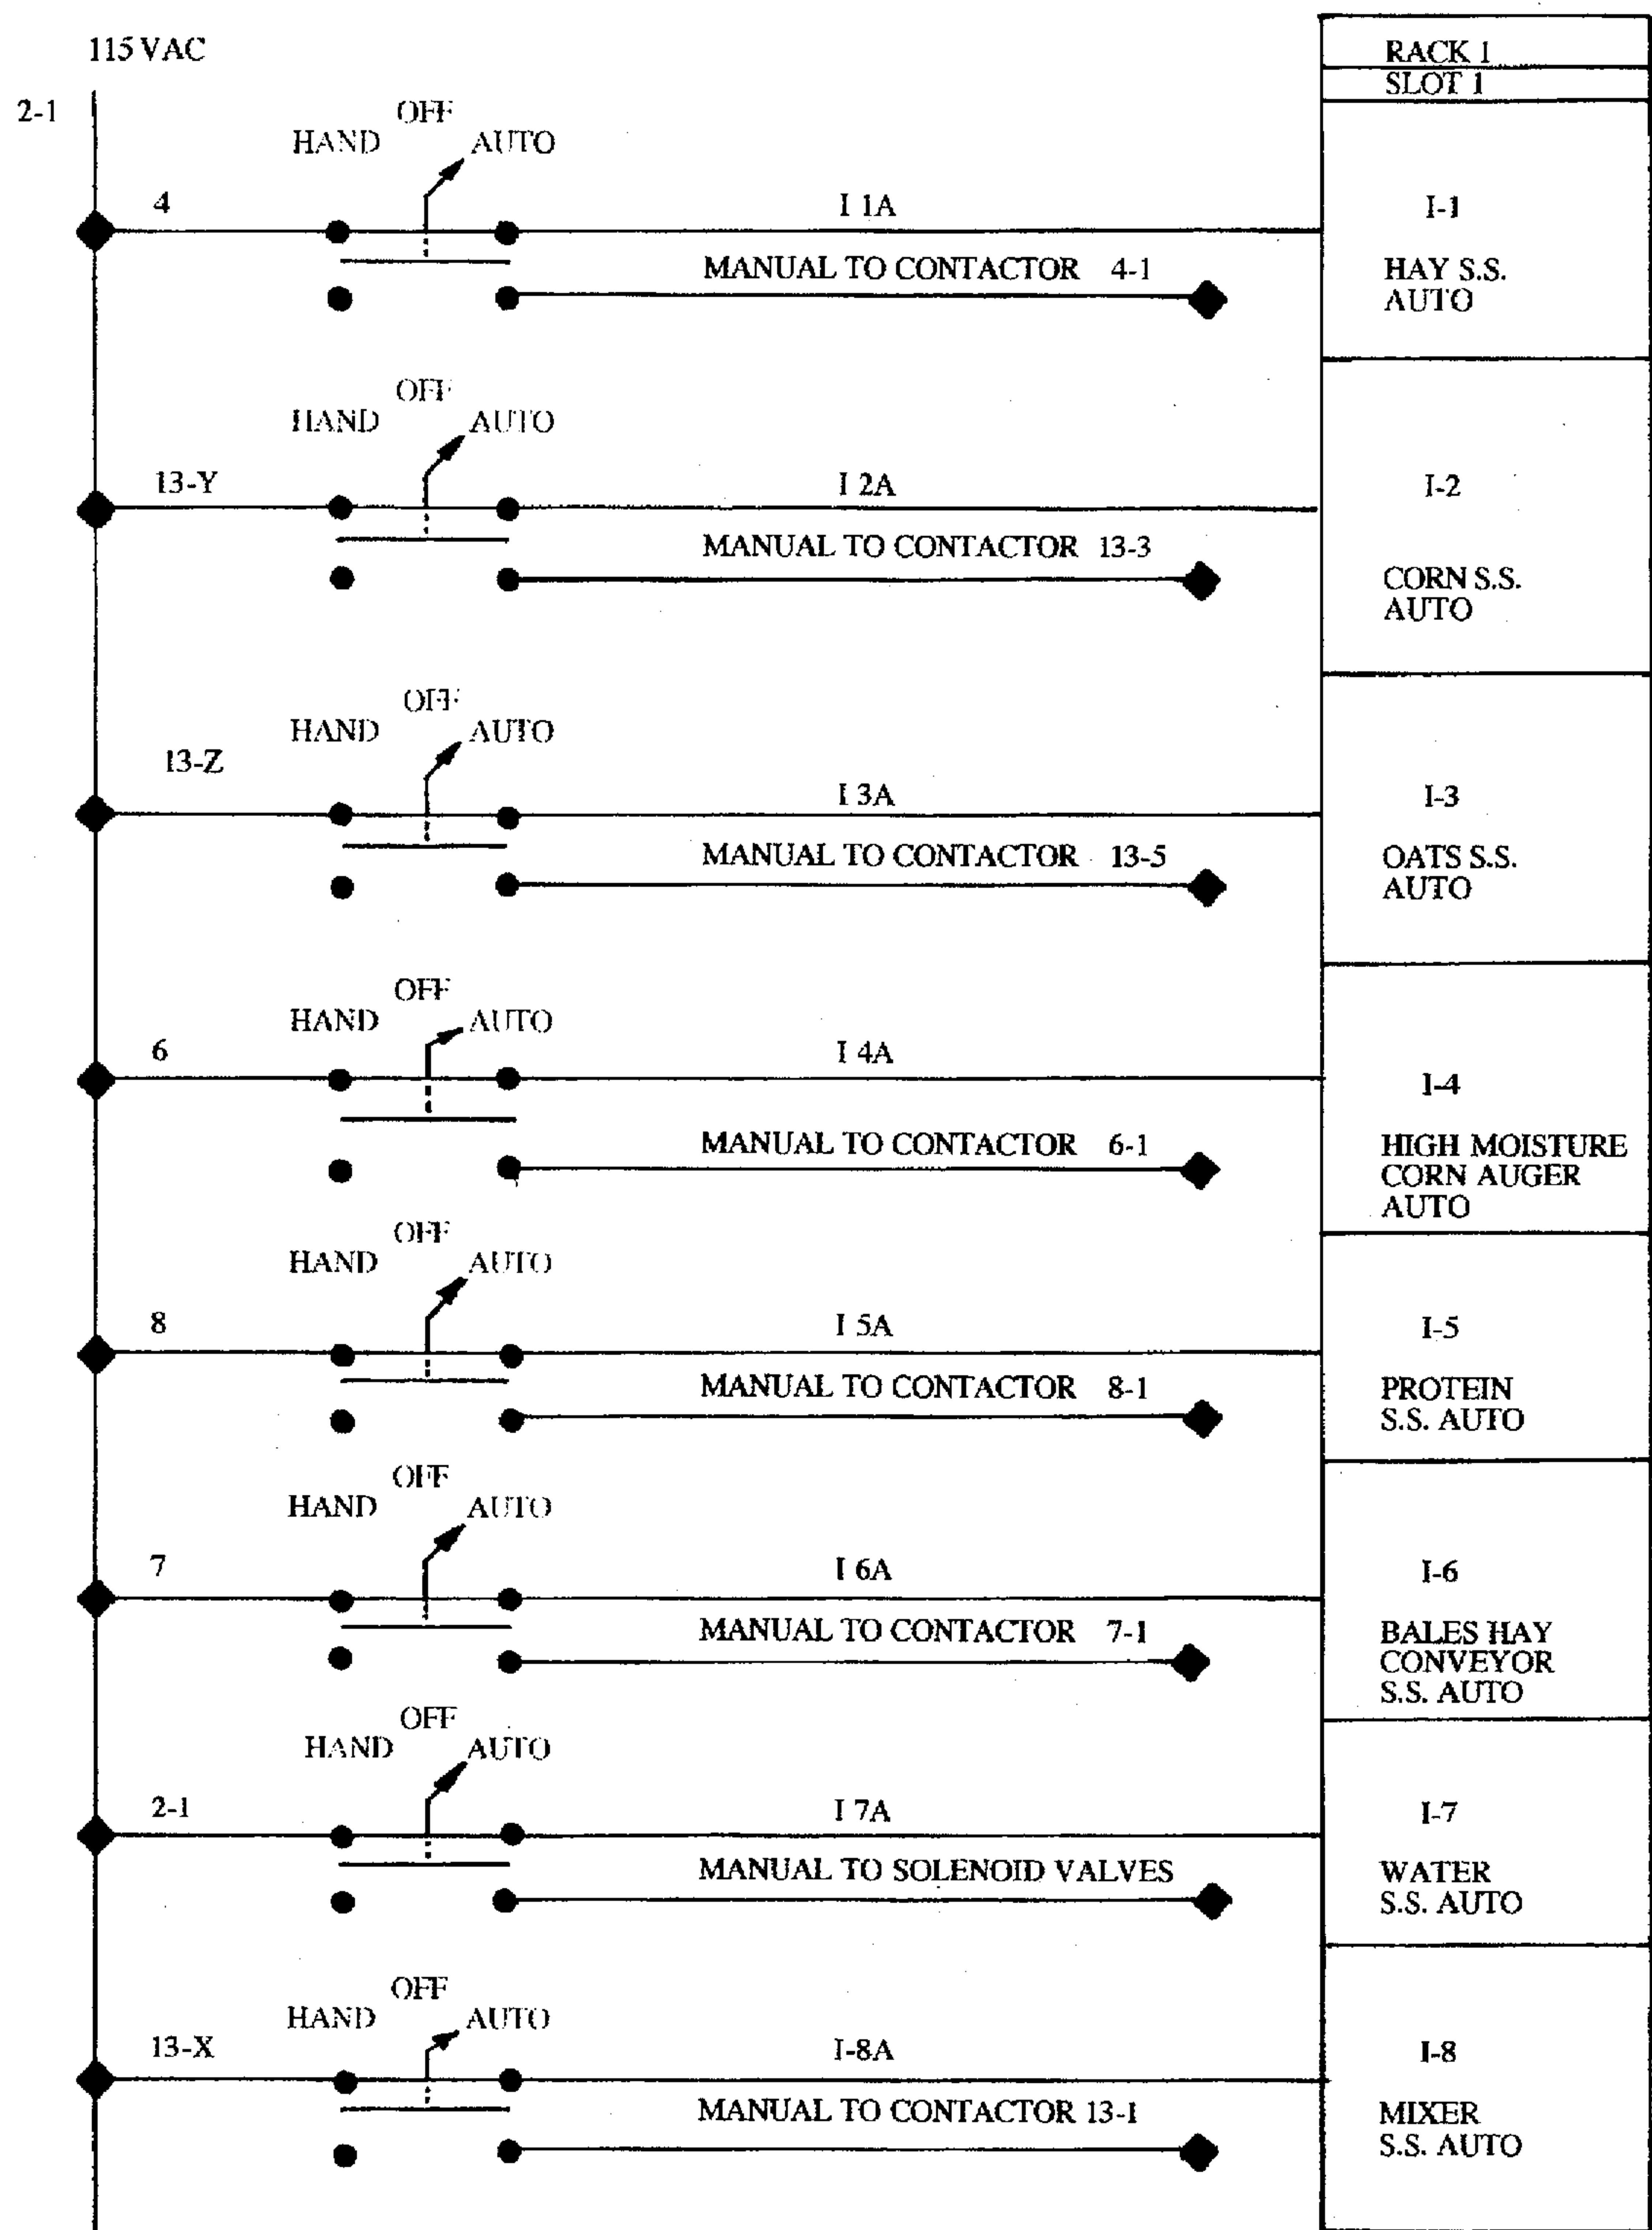 115 VAC
RACK 1
SLOT 1
2-1
OFF
HAND AUTO
4
I 1A
I-1
MANUAL TO CONTACTOR 4-1
HAY S.S.
AUTO
OFF
HAND AUTO
13-Y
I 2A
I-2
MANUAL TO CONTACTOR 13-3
CORN S.S.
AUTO
OFF
HAND AUTO
13-Z
I 3A
I-3
MANUAL TO CONTACTOR 13-5
OATS S.S.
AUTO
OFF
HAND AUTO
6
I 4A
I-4
MANUAL TO CONTACTOR 6-1
HIGH MOISTURE
CORN AUGER
AUTO
OFF
HAND AUTO
8
I 5A
I-5
MANUAL TO CONTACTOR 8-1
PROTEIN
S.S. AUTO
OFF
HAND AUTO
7
I 6A
I-6
MANUAL TO CONTACTOR 7-1
BALES HAY
CONVEYOR
S.S. AUTO
OFF
HAND AUTO
2-1
I 7A
I-7
MANUAL TO SOLENOID VALVES
WATER
S.S. AUTO
OFF
HAND AUTO
13-X
I-8A
I-8
MANUAL TO CONTACTOR 13-1
MIXER
S.S. AUTO